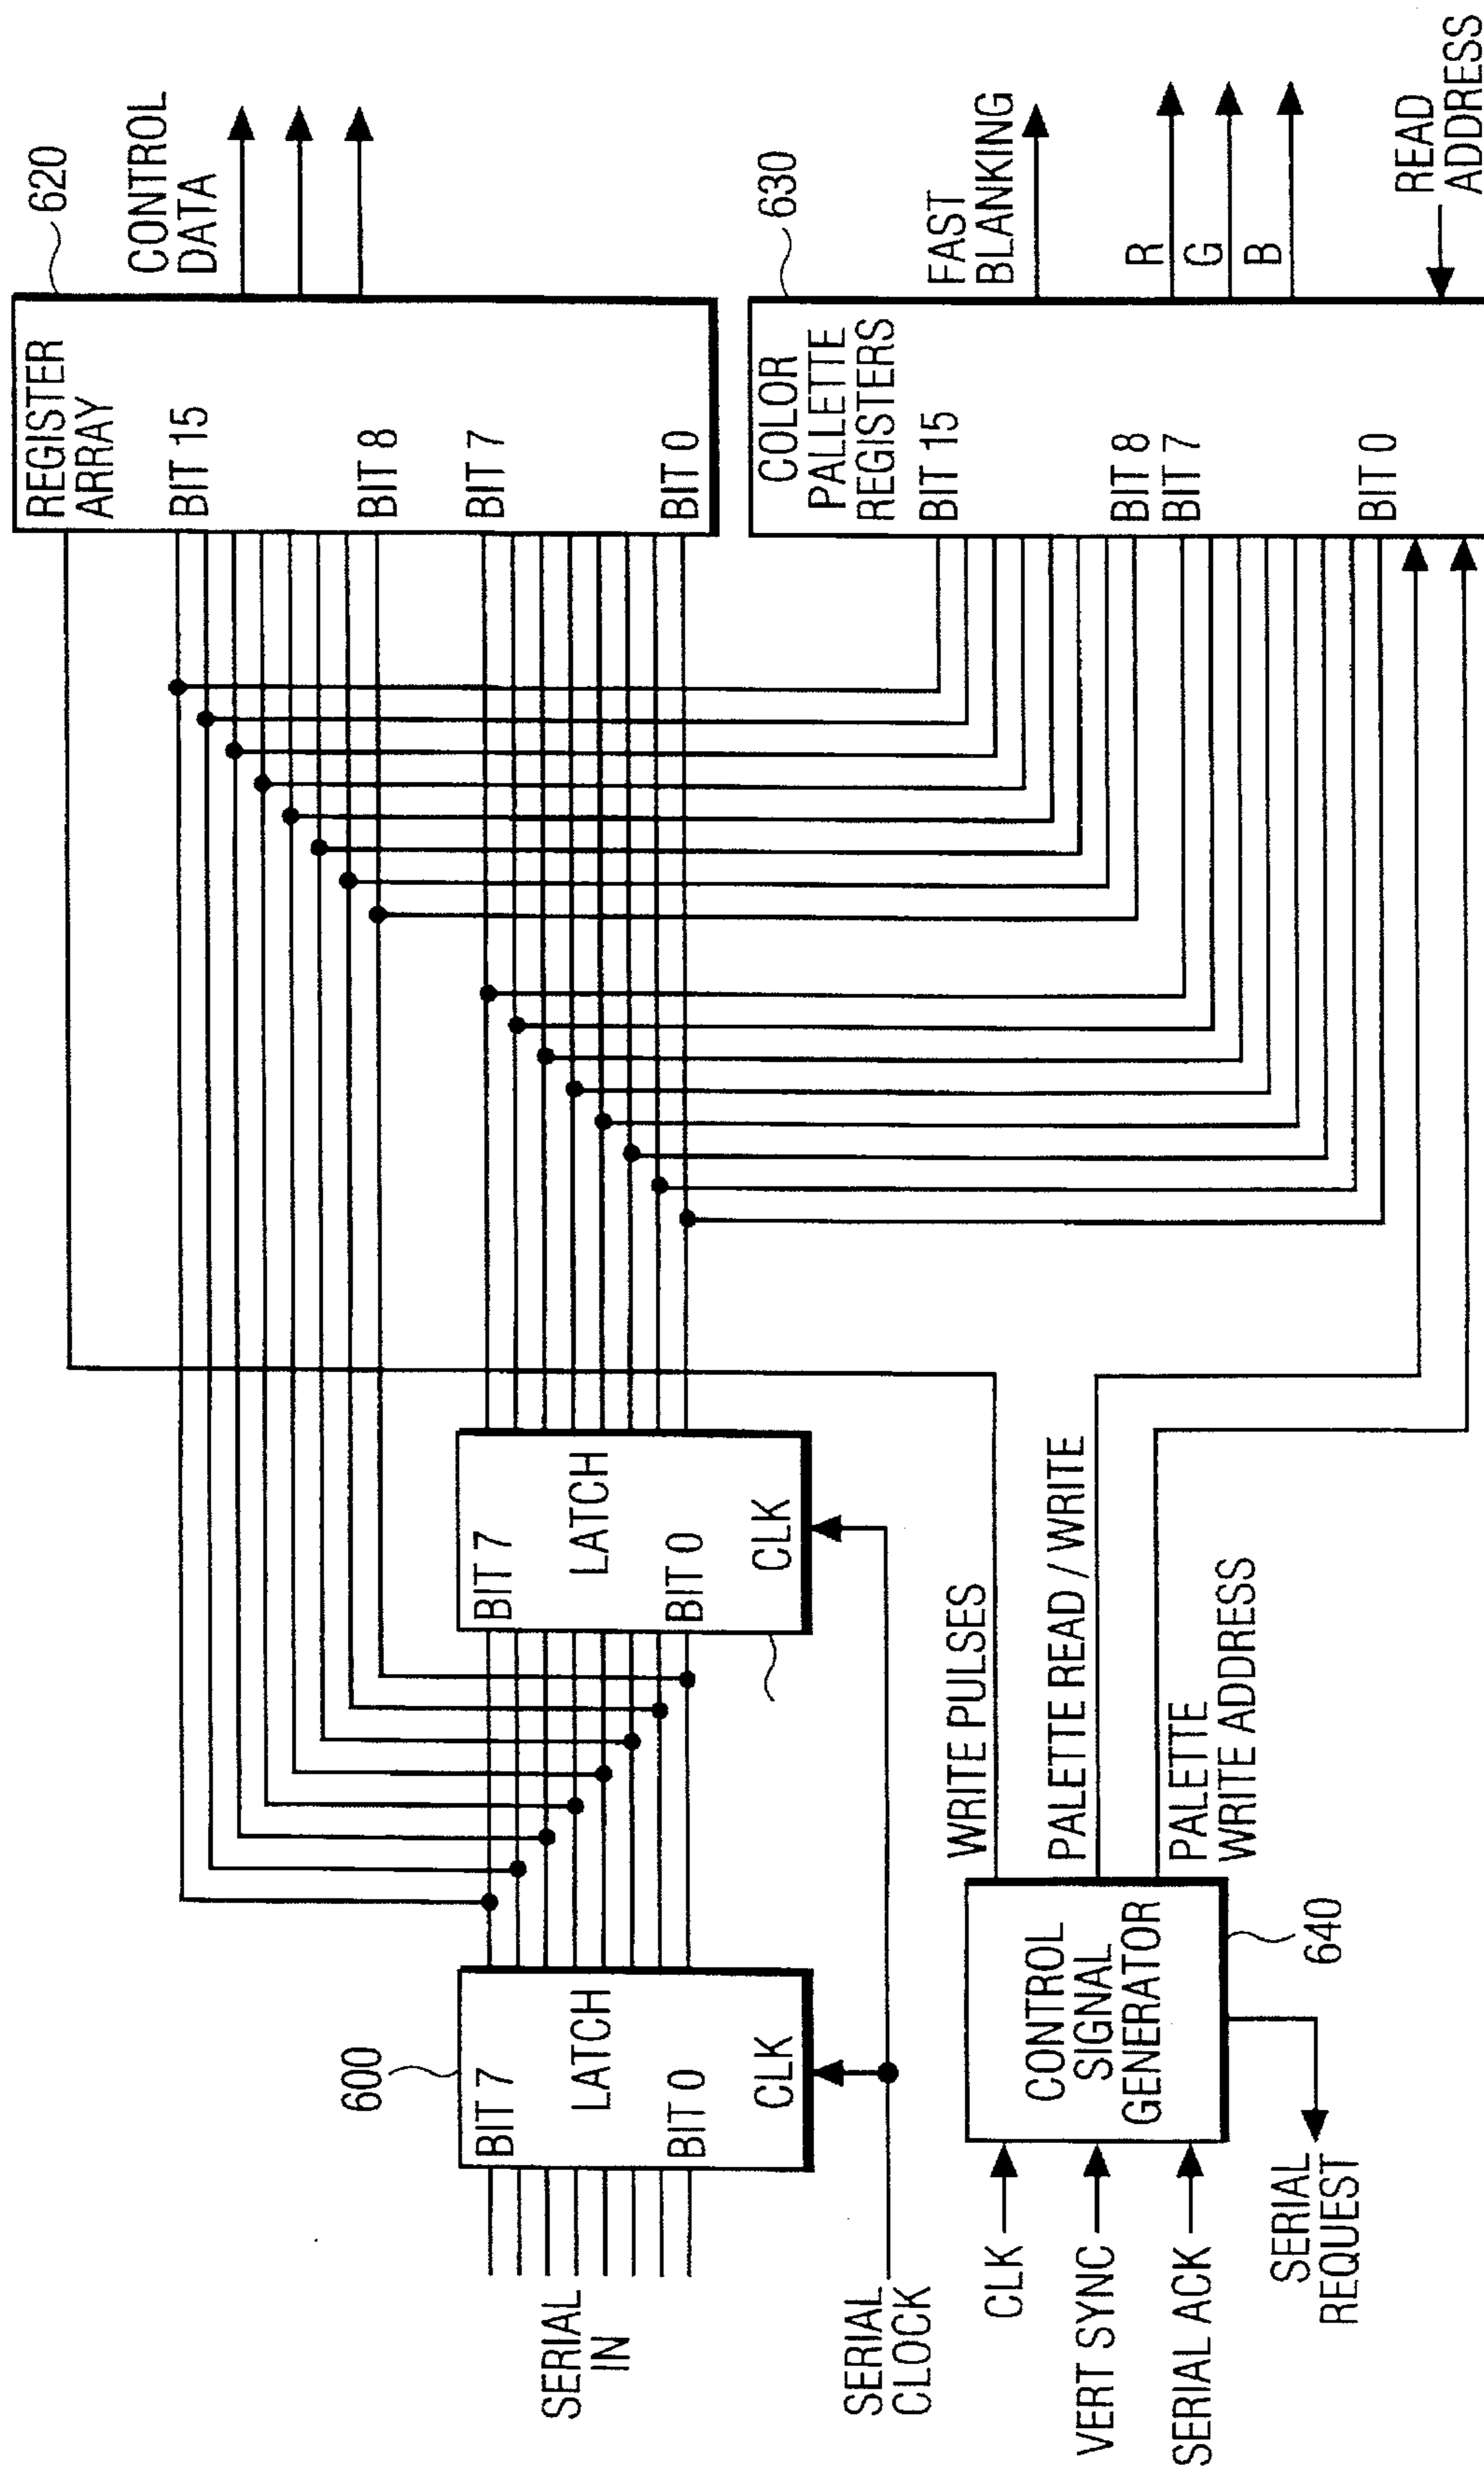 SERIAL
IN
SERIAL
CLOCK
600
BIT 7
LATCH
BIT 0
CLK
BIT 7
LATCH
BIT 0
CLK
REGISTER
ARRAY
BIT 15
BIT 8
BIT 7
BIT 0
620
CONTROL
DATA
COLOR
PALLETTE
REGISTERS
BIT 15
BIT 8
BIT 7
BIT 0
630
FAST
BLANKING
R
G
B
READ
ADDRESS
CLK
VERT SYNC
SERIAL ACK
CONTROL
SIGNAL
GENERATOR
640
SERIAL
REQUEST
WRITE PULSES
PALETTE READ / WRITE
PALETTE
WRITE ADDRESS